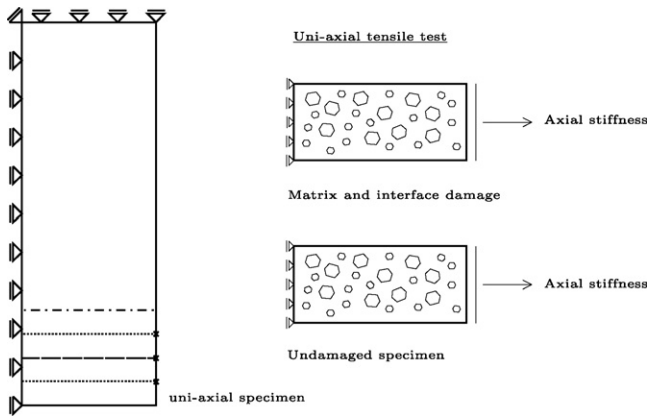 Uni-axial tensile test
Axial stiffness
Matrix and interface damage
Axial stiffness
Undamaged specimen
uni-axial specimen